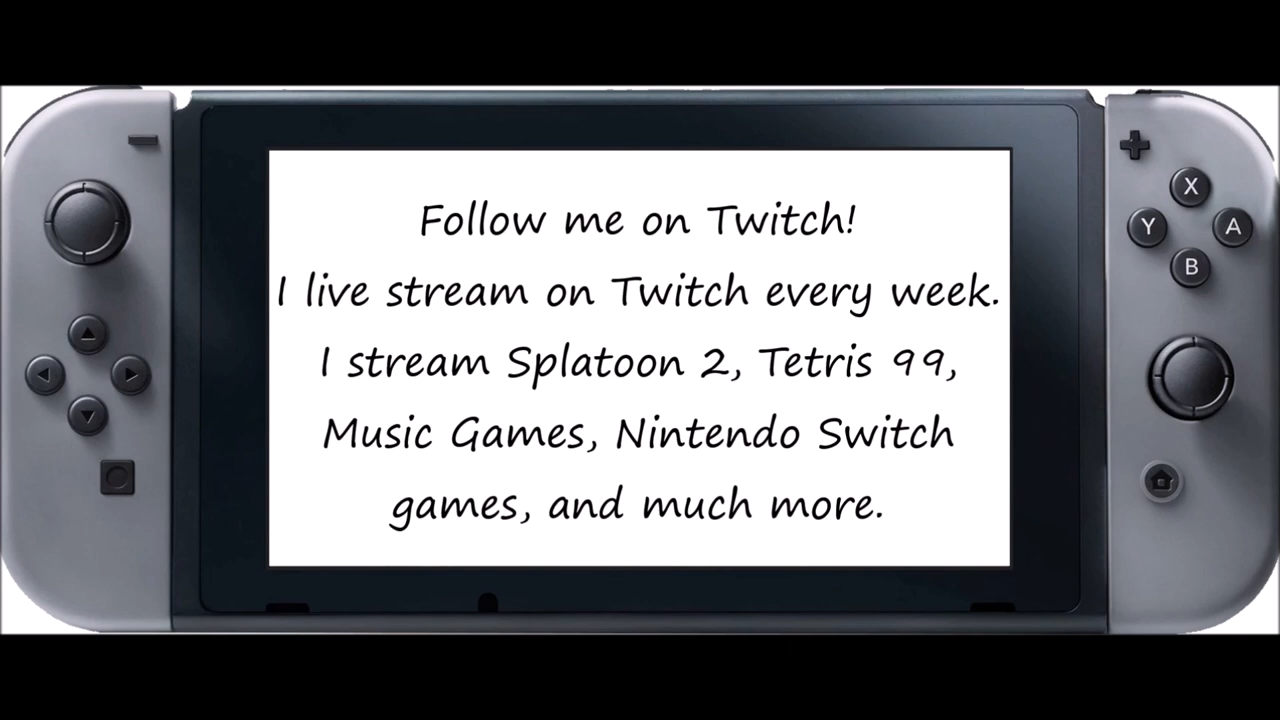 Follow me on Twitch!
I live stream on Twitch every week.
I stream Splatoon 2, Tetris 99,
Music Games, Nintendo Switch
games, and much more.
X
Y A
B